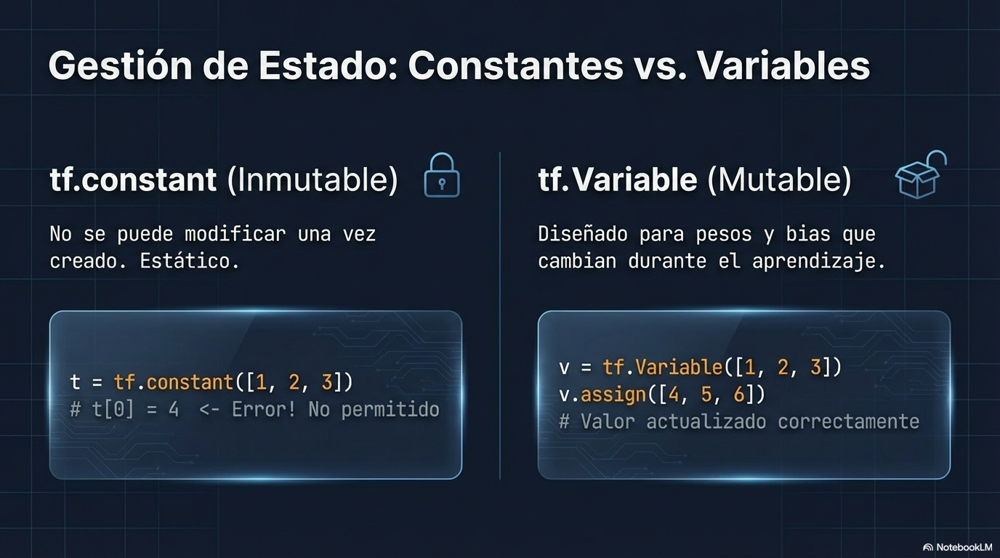 Gestión de Estado: Constantes vs. Variables
tf.constant (Inmutable)
No se puede modificar una vez
creado. Estático.
t = tf.constant([1, 2, 3])
# t[0] = 4  <- Error! No permitido
tf.Variable (Mutable)
Diseñado para pesos y bias que
cambian durante el aprendizaje.
v = tf.Variable([1, 2, 3])
v.assign([4, 5, 6])
# Valor actualizado correctamente
NotebookLM